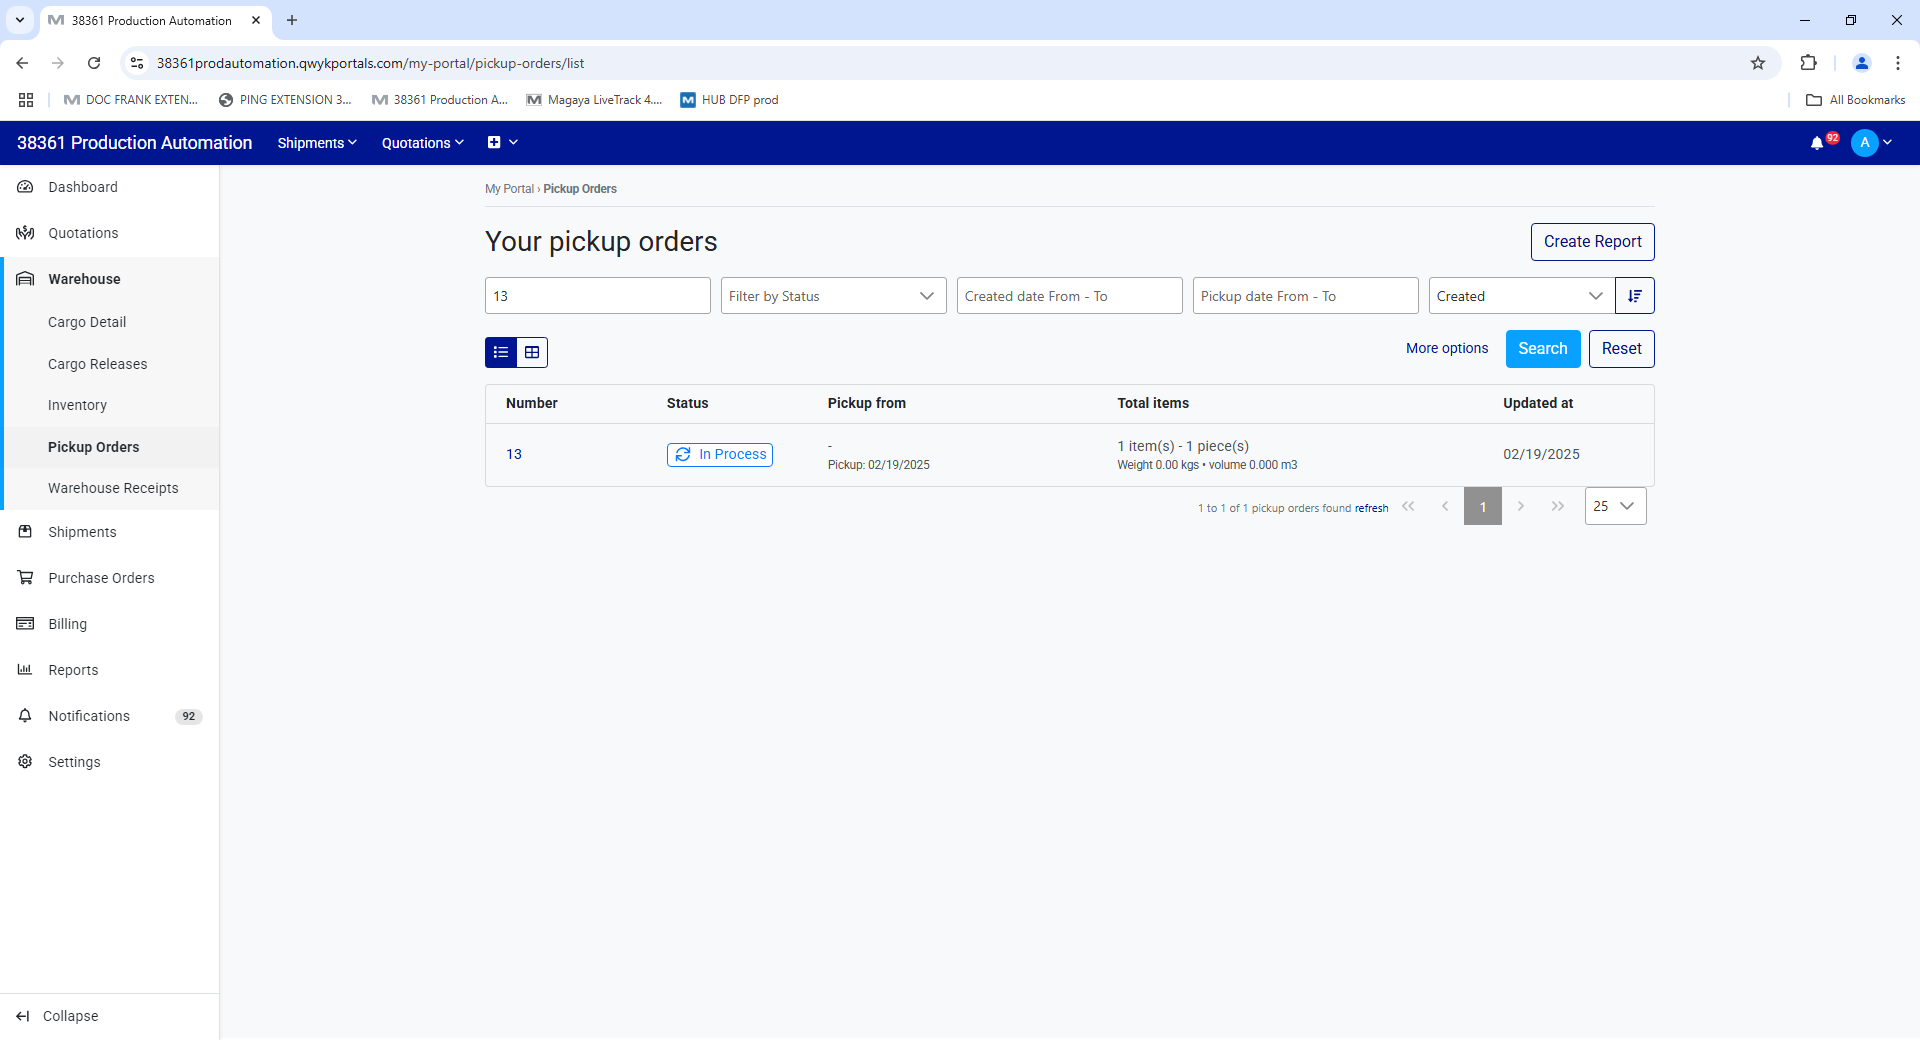 38361 Production Automation
38361prodautomation.qwykportals.com/my-portal/pickup-orders/list
DOC FRANK EXTEN...
PING EXTENSION 3...
38361 Production A...
Magaya LiveTrack 4....
HUB DFP prod
All Bookmarks
38361 Production Automation
Shipments
Quotations
92
A
Dashboard
Quotations
Warehouse
Cargo Detail
Cargo Releases
Inventory
Pickup Orders
Warehouse Receipts
Shipments
Purchase Orders
Billing
Reports
Notifications 92
Settings
Collapse
My Portal › Pickup Orders
Your pickup orders
Create Report
13
Filter by Status
Created date From - To
Pickup date From - To
Created
More options
Search
Reset
Number Status Pickup from Total items Updated at
13
In Process
-
Pickup: 02/19/2025
1 item(s) - 1 piece(s)
Weight 0.00 kgs • volume 0.000 m3
02/19/2025
1 to 1 of 1 pickup orders found refresh
1
25